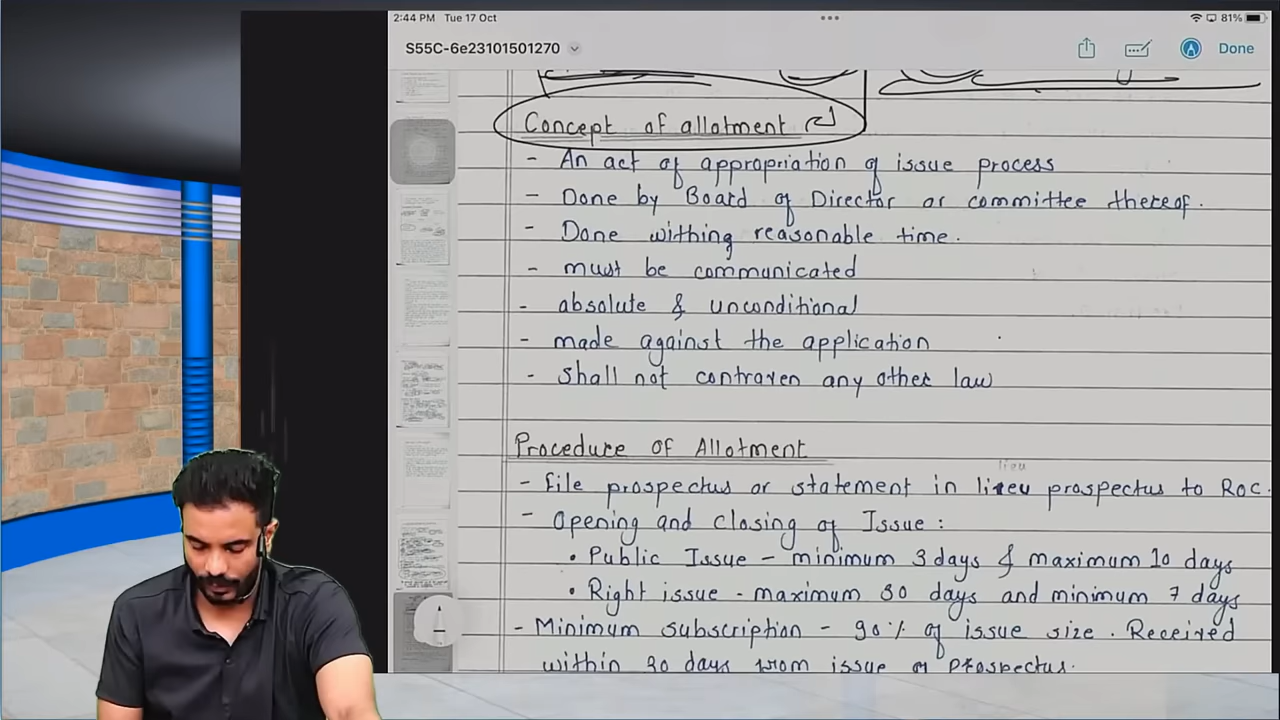 2:44 PM Tue 17 Oct
81%
S55C-6e23101501270
Done
Concept of allotment
- An act of appropriation of issue process
- Done by Board of Director or committee thereof.
- Done withing reasonable time.
- must be communicated
- absolute & unconditional
- made against the application
- shall not contraven any other law
Procedure of Allotment
lieu
- File prospectus or statement in prospectus to ROC.
- Opening and closing of Issue :
• Public Issue - minimum 3 days & maximum 10 days
• Right issue - maximum 30 days and minimum 7 days
- Minimum subscription - 90% of issue size. Received
within 30 days from issue of prospectus.